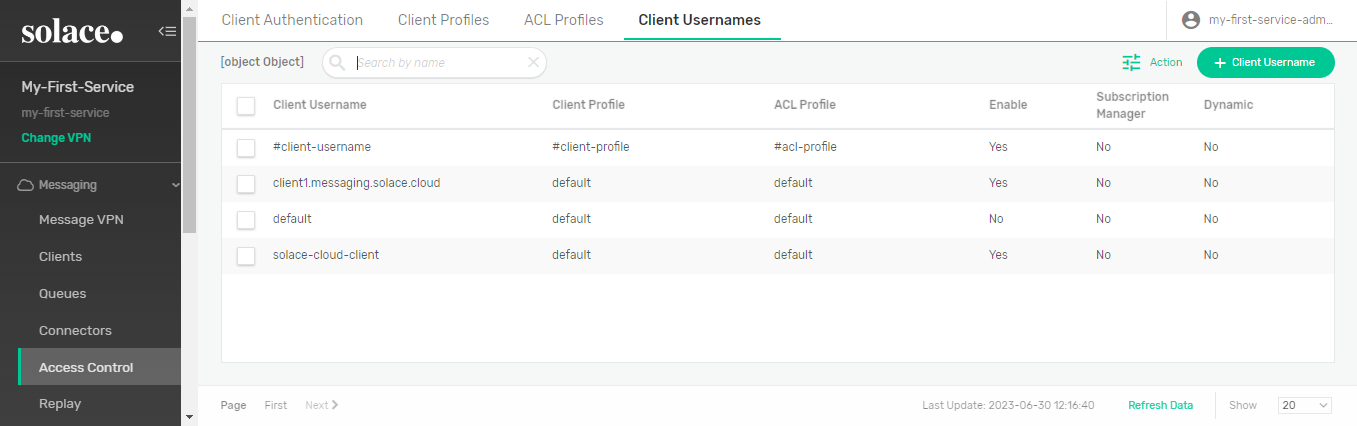 solace.
My-First-Service
my-first-service
Change VPN
Messaging
Message VPN
Clients
Queues
Connectors
Access Control
Replay
Client Authentication Client Profiles ACL Profiles Client Usernames
my-first-service-adm...
[object Object] Search by name Action + Client Username
Client Username Client Profile ACL Profile Enable Subscription Manager Dynamic
#client-username #client-profile #acl-profile Yes No No
client1.messaging.solace.cloud default default Yes No No
default default default No No No
solace-cloud-client default default Yes No No
Page First Next Last Update: 2023-06-30 12:16:40 Refresh Data Show 20